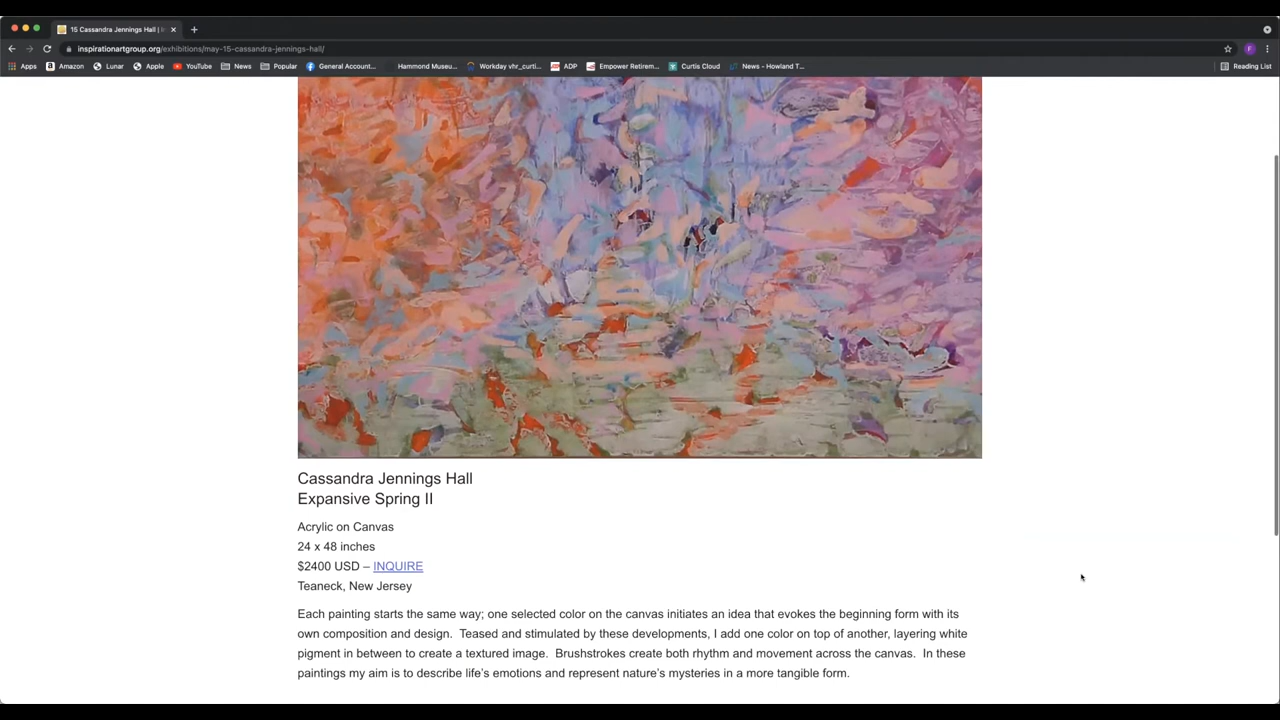 15 Cassandra Jennings Hall | In
inspirationartgroup.org/exhibitions/may-15-cassandra-jennings-hall/
F
Apps Amazon Lunar Apple YouTube News Popular General Account... Hammond Museu... Workday vhr_curti... ADP Empower Retirem... Curtis Cloud News – Howland T... Reading List
Cassandra Jennings Hall
Expansive Spring II
Acrylic on Canvas
24 x 48 inches
$2400 USD – INQUIRE
Teaneck, New Jersey
Each painting starts the same way; one selected color on the canvas initiates an idea that evokes the beginning form with its
own composition and design.  Teased and stimulated by these developments, I add one color on top of another, layering white
pigment in between to create a textured image.  Brushstrokes create both rhythm and movement across the canvas.  In these
paintings my aim is to describe life's emotions and represent nature's mysteries in a more tangible form.